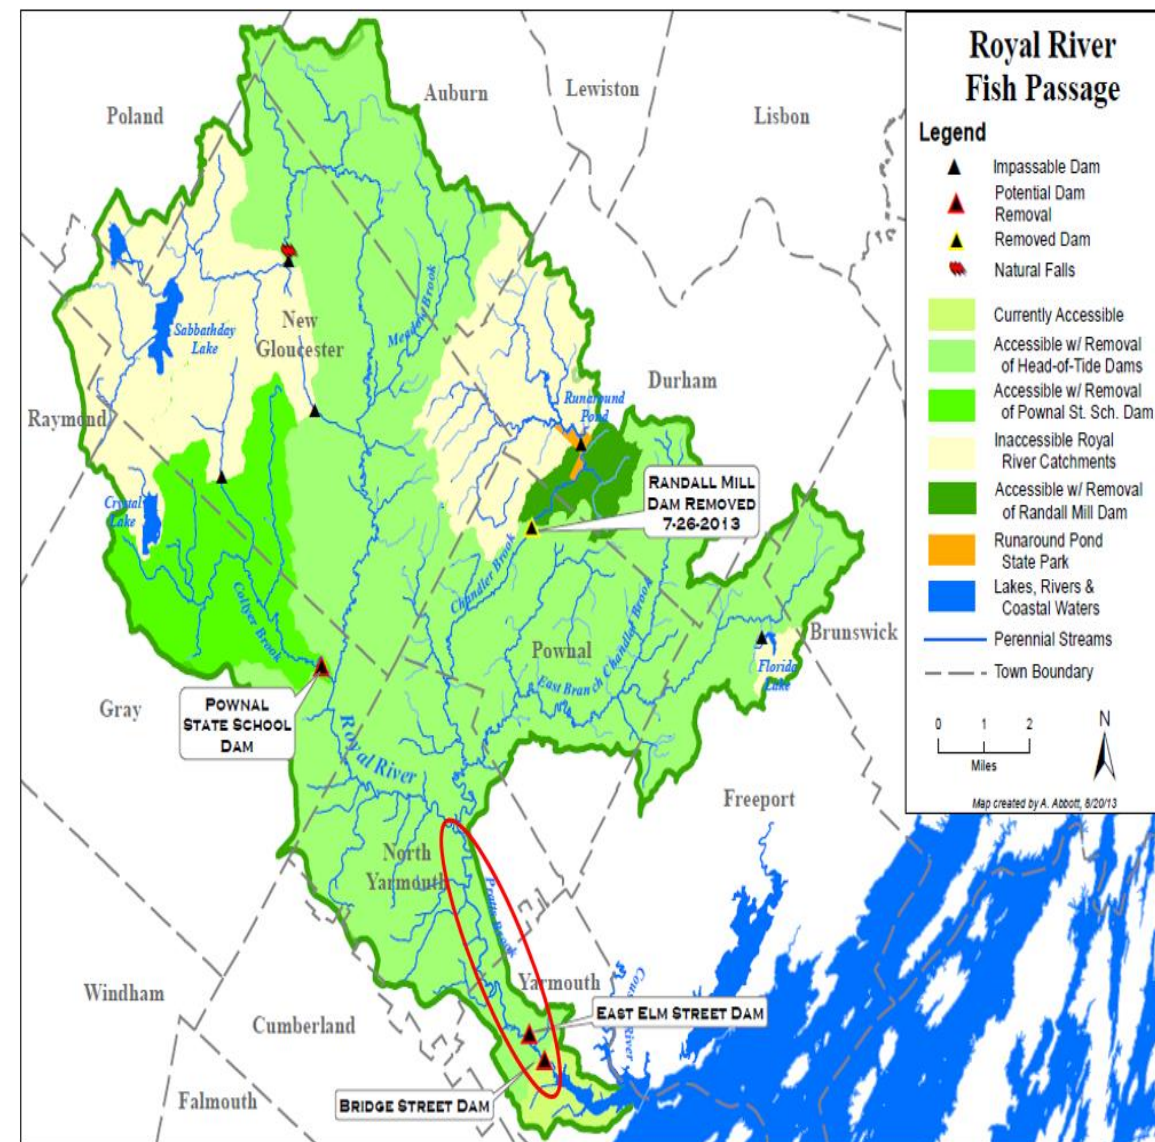 Royal River
Fish Passage
Legend
Impassable Dam
Potential Dam
Removal
Removed Dam
Natural Falls
Currently Accessible
Accessible w/ Removal
of Head-of-Tide Dams
Accessible w/ Removal
of Pownal St. Sch. Dam
Inaccessible Royal
River Catchments
Accessible w/ Removal
of Randall Mill Dam
Runaround Pond
State Park
Lakes, Rivers &
Coastal Waters
Perennial Streams
Town Boundary
0 1 2
Miles
N
Map created by A. Abbott, 8/20/13
Poland
Auburn
Lewiston
Lisbon
Meadow Brook
Sabbathday
Lake
New
Gloucester
Durham
Runaround
Pond
Raymond
RANDALL MILL
DAM REMOVED
7-26-2013
Crystal
Lake
Chandler Brook
Collyer Brook
Pownal
East Branch Chandler Brook
Brunswick
Florida
Lake
Gray
POWNAL
STATE SCHOOL
DAM
Royal River
Freeport
North
Yarmouth
Pratts Brook
Windham
Yarmouth
River
EAST ELM STREET DAM
Cumberland
BRIDGE STREET DAM
Falmouth